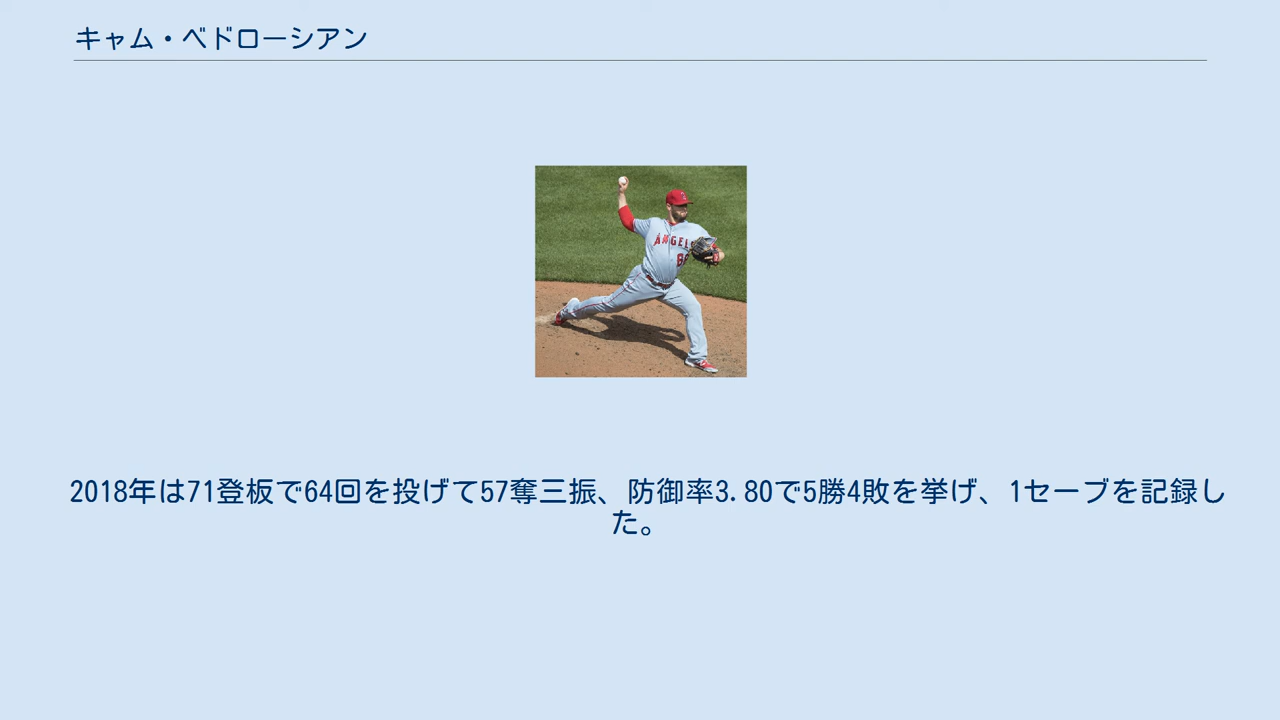 キャム・ベドローシアン
ANGELS
2018年は71登板で64回を投げて57奪三振、防御率3.80で5勝4敗を挙げ、1セーブを記録し
た。